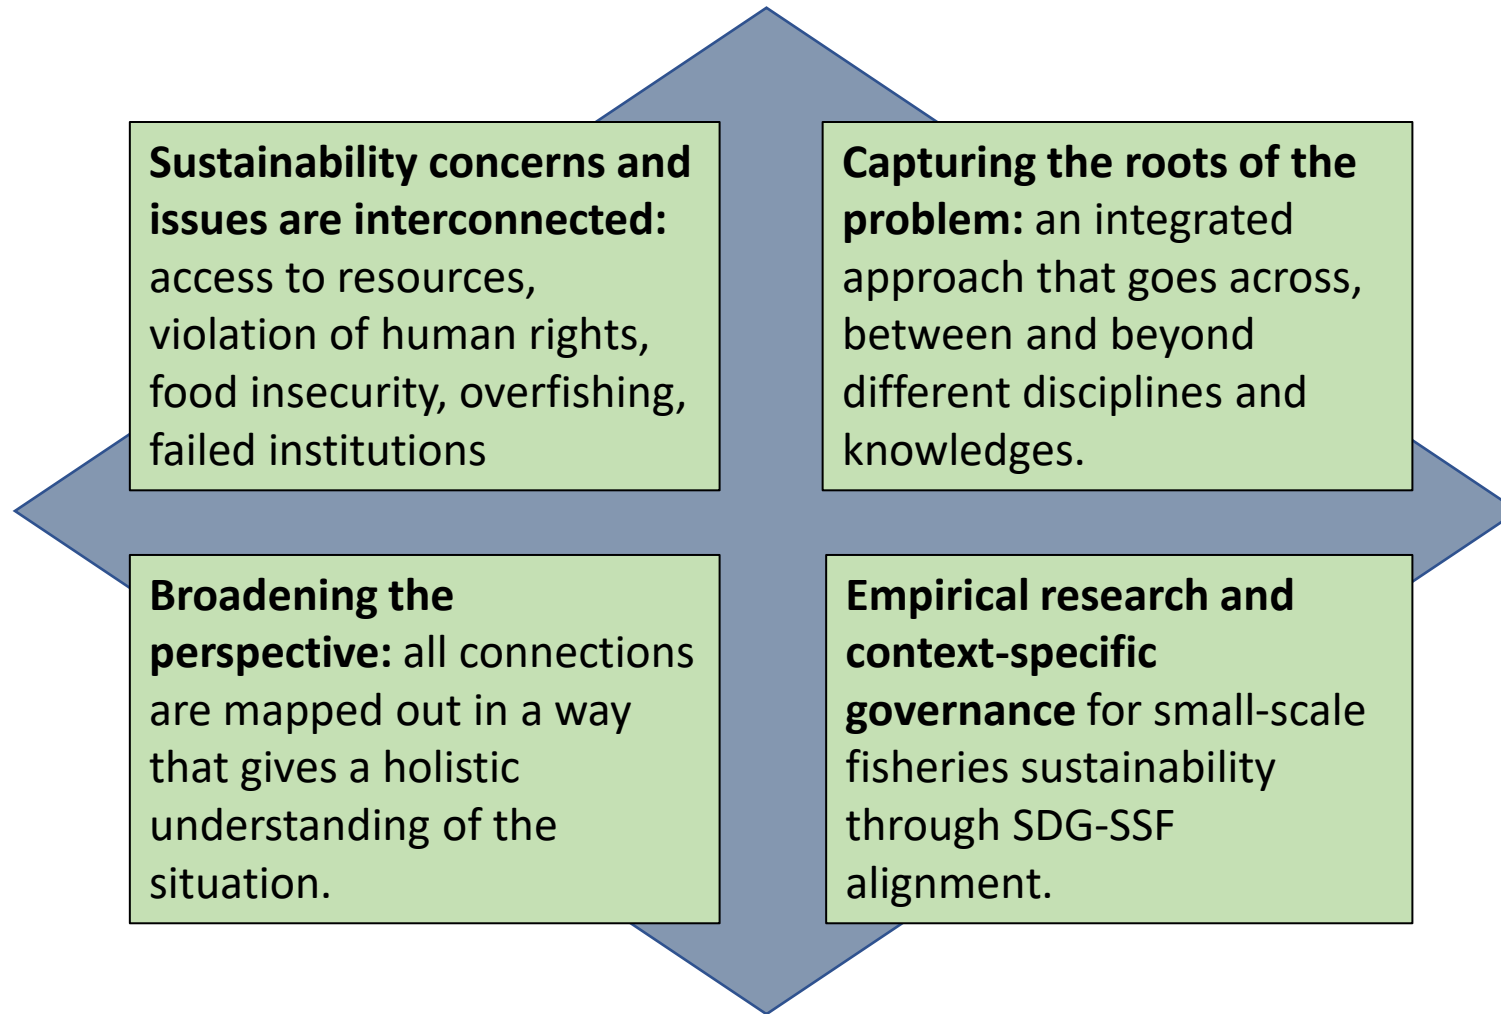 Sustainability concerns and
issues are interconnected:
access to resources,
violation of human rights,
food insecurity, overfishing,
failed institutions
Capturing the roots of the
problem: an integrated
approach that goes across,
between and beyond
different disciplines and
knowledges.
Broadening the
perspective: all connections
are mapped out in a way
that gives a holistic
understanding of the
situation.
Empirical research and
context-specific
governance for small-scale
fisheries sustainability
through SDG-SSF
alignment.